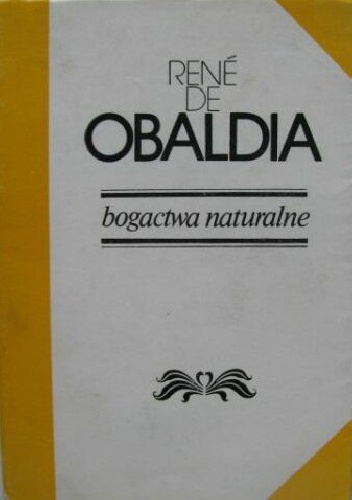 RENÉ
DE
OBALDIA
bogactwa naturalne